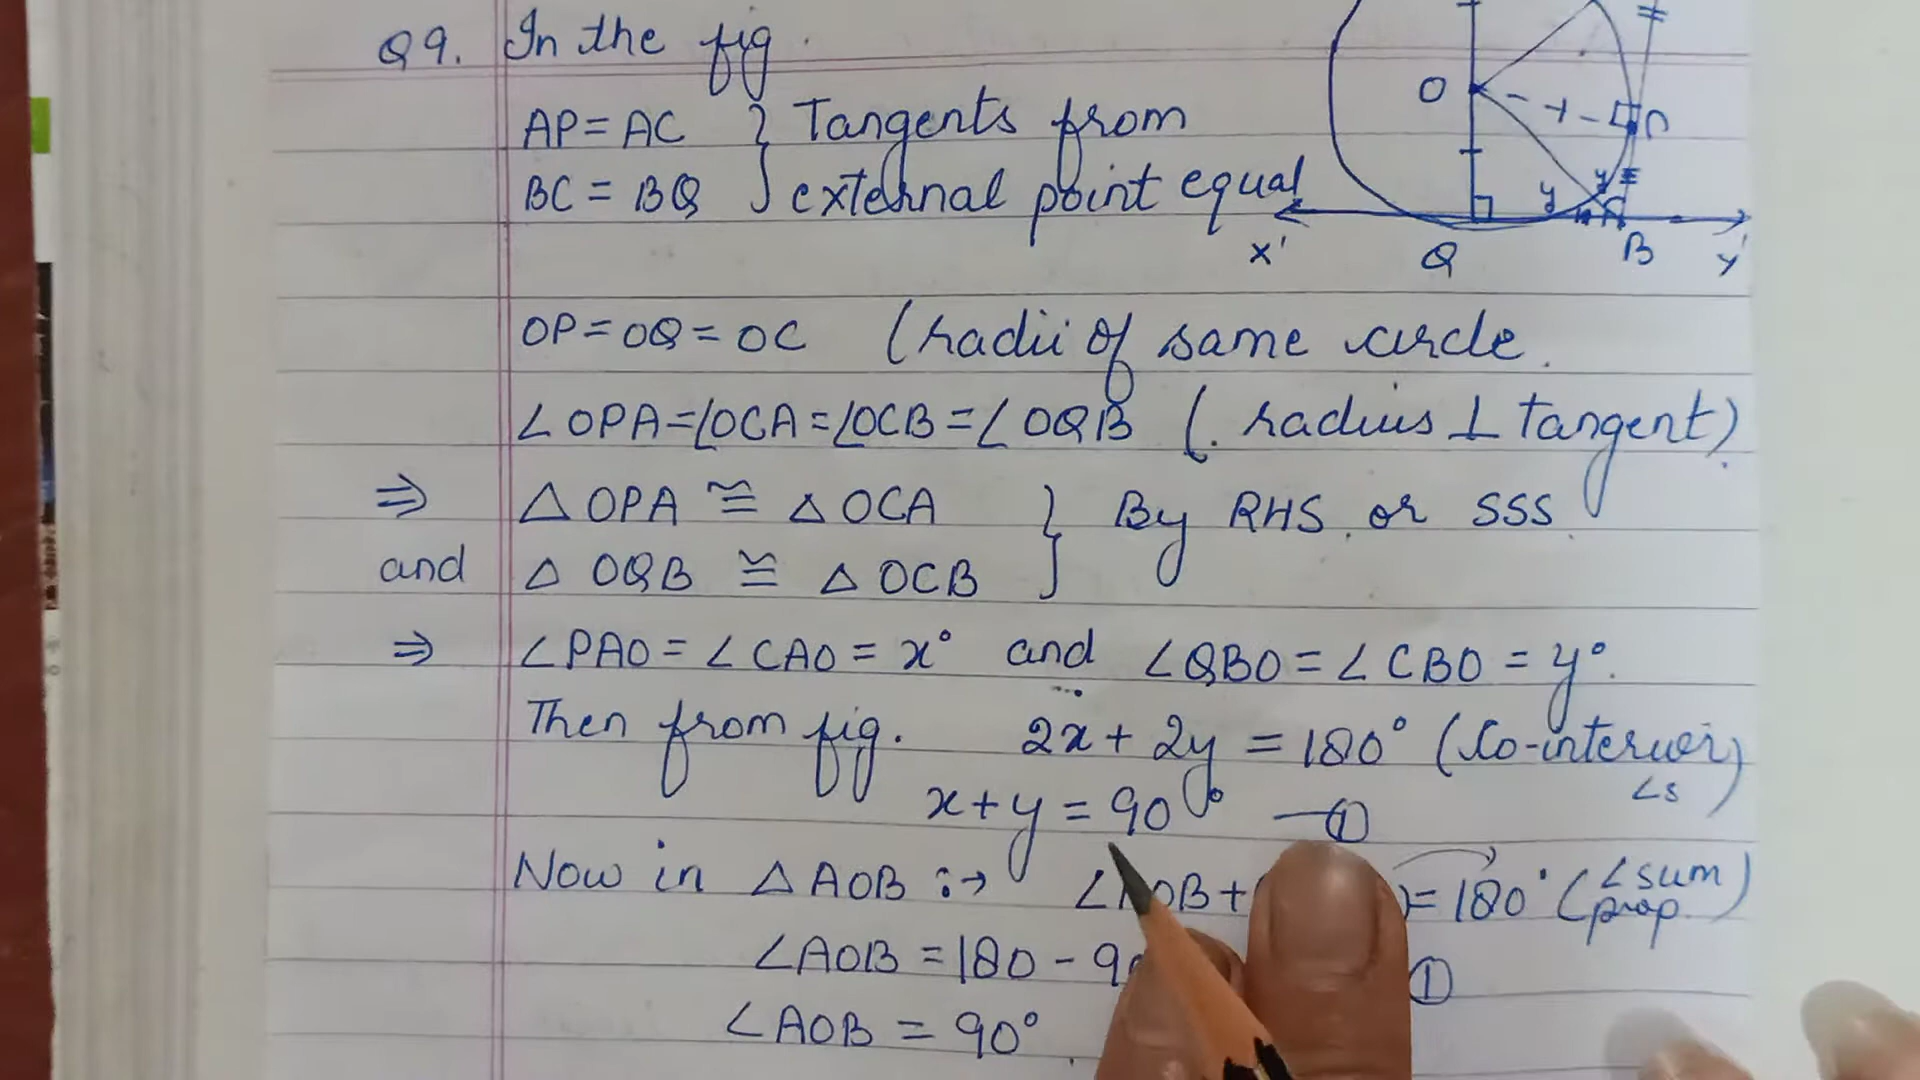 Q9. In the fig.
AP = AC } Tangents from
BC = BQ } external point equal
O
C
y y
X' Q B Y'
OP = OQ = OC (radii of same circle.
∠OPA = ∠OCA = ∠OCB = ∠OQB (. radius ⊥ tangent)
⇒ △OPA ≅ △OCA } By RHS or SSS
and △OQB ≅ △OCB }
⇒ ∠PAO = ∠CAO = x° and ∠QBO = ∠CBO = y°.
Then from fig. 2x + 2y = 180° (Co-interior ∠s)
x + y = 90° — ①
Now in △AOB :→ ∠AOB + ) = 180° (∠sum prop.)
∠AOB = 180 - 90 ①
∠AOB = 90°